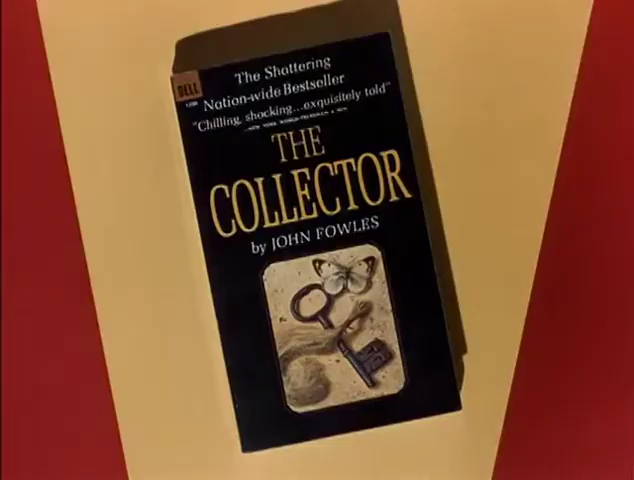 DELL
The Shattering
Nation-wide Bestseller
"Chilling, shocking...exquisitely told"
THE
COLLECTOR
by JOHN FOWLES